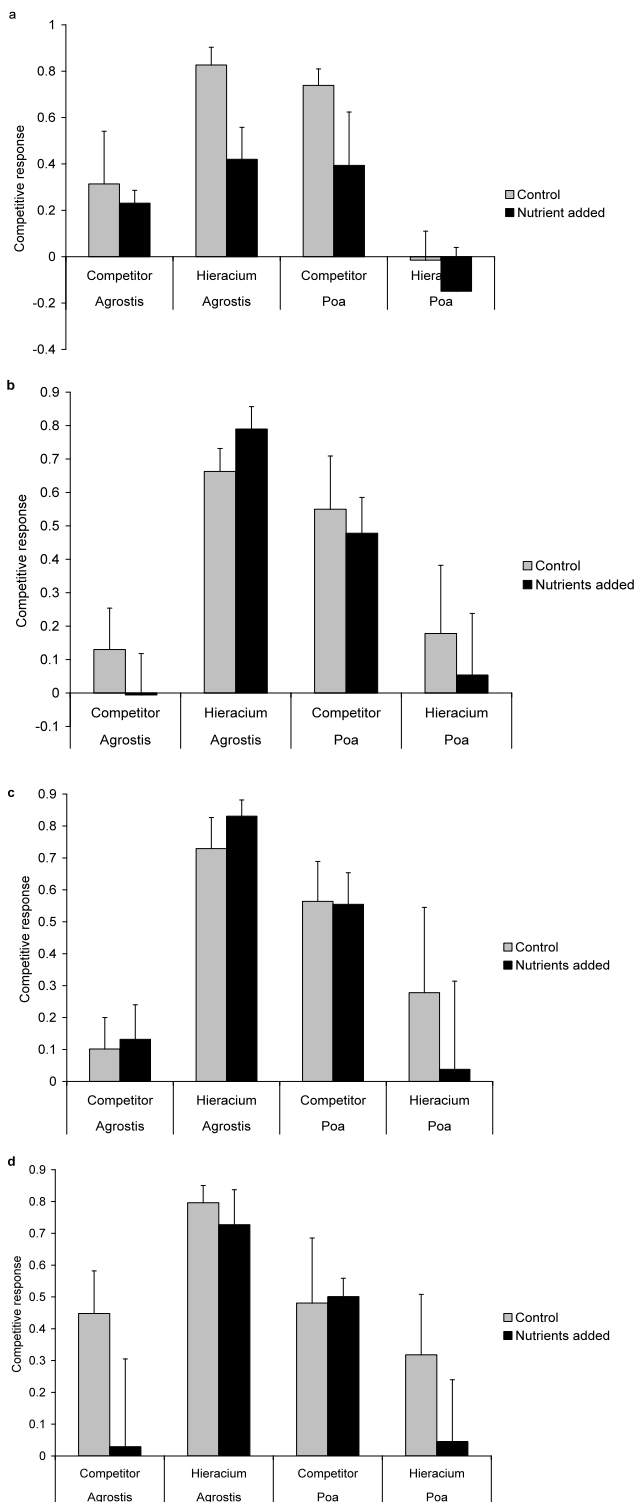 a
1
0.8
0.6
0.4
0.2
0
-0.2
-0.4
Competitive response
Competitor Hieracium Competitor
Agrostis Agrostis Poa Poa
Control
Nutrient added
b
0.9
0.8
0.7
0.6
0.5
0.4
0.3
0.2
0.1
0
-0.1
Competitive response
Competitor Hieracium Competitor Hieracium
Agrostis Agrostis Poa Poa
Control
Nutrients added
c
0.9
0.8
0.7
0.6
0.5
0.4
0.3
0.2
0.1
0
Competitive response
Competitor Hieracium Competitor Hieracium
Agrostis Agrostis Poa Poa
Control
Nutrients added
d
0.9
0.8
0.7
0.6
0.5
0.4
0.3
0.2
0.1
0
Competitive response
Competitor Hieracium Competitor Hieracium
Agrostis Agrostis Poa Poa
Control
Nutrients added